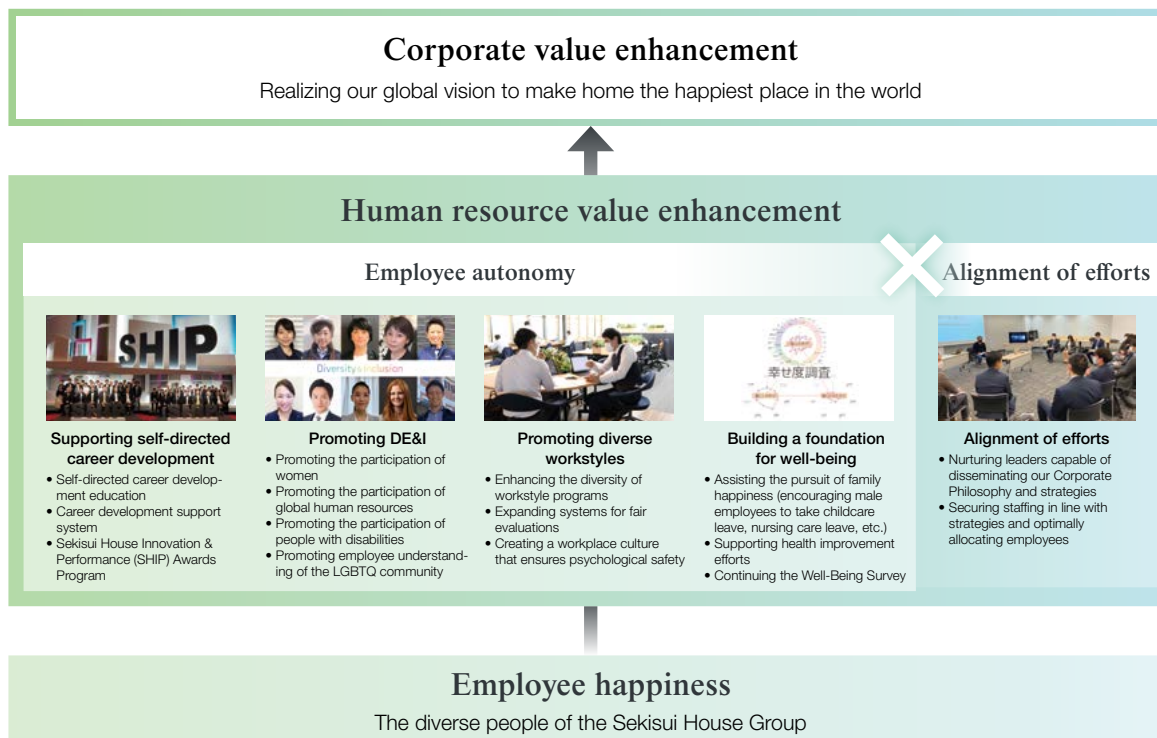 Corporate value enhancement
Realizing our global vision to make home the happiest place in the world
Human resource value enhancement
Employee autonomy
Alignment of efforts
SHIP
Supporting self-directed
career development
• Self-directed career develop-
ment education
• Career development support
system
• Sekisui House Innovation &
Performance (SHIP) Awards
Program
Diversity & Inclusion
Promoting DE&I
• Promoting the participation of
women
• Promoting the participation of
global human resources
• Promoting the participation of
people with disabilities
• Promoting employee understand-
ing of the LGBTQ community
Promoting diverse
workstyles
• Enhancing the diversity of
workstyle programs
• Expanding systems for fair
evaluations
• Creating a workplace culture
that ensures psychological safety
幸せ度調査
Building a foundation
for well-being
• Assisting the pursuit of family
happiness (encouraging male
employees to take childcare
leave, nursing care leave, etc.)
• Supporting health improvement
efforts
• Continuing the Well-Being Survey
Alignment of efforts
• Nurturing leaders capable of
disseminating our Corporate
Philosophy and strategies
• Securing staffing in line with
strategies and optimally
allocating employees
Employee happiness
The diverse people of the Sekisui House Group